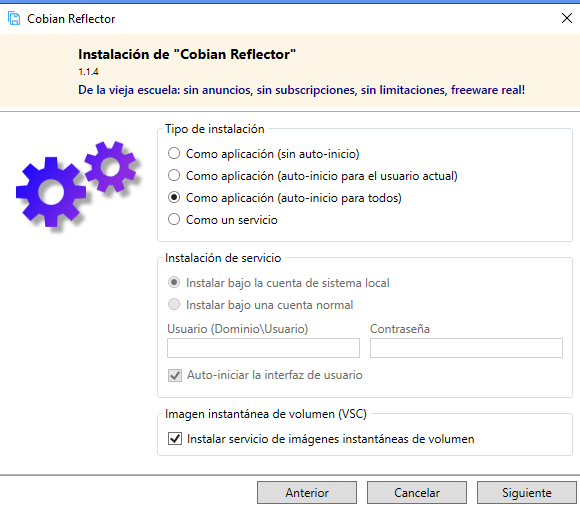 Cobian Reflector
Instalación de "Cobian Reflector"
1.1.4
De la vieja escuela: sin anuncios, sin subscripciones, sin limitaciones, freeware real!
Tipo de instalación
Como aplicación (sin auto-inicio)
Como aplicación (auto-inicio para el usuario actual)
Como aplicación (auto-inicio para todos)
Como un servicio
Instalación de servicio
Instalar bajo la cuenta de sistema local
Instalar bajo una cuenta normal
Usuario (Dominio\Usuario) Contraseña
Auto-iniciar la interfaz de usuario
Imagen instantánea de volumen (VSC)
Instalar servicio de imágenes instantáneas de volumen
Anterior Cancelar Siguiente